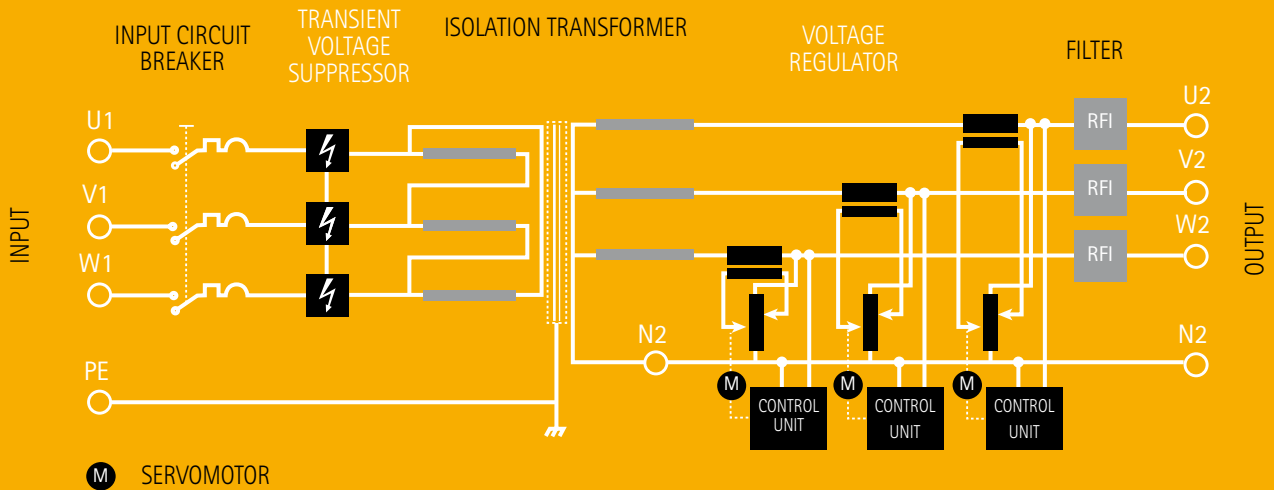 INPUT CIRCUIT
BREAKER
TRANSIENT
VOLTAGE
SUPPRESSOR
ISOLATION TRANSFORMER
VOLTAGE
REGULATOR
FILTER
INPUT
U1
V1
W1
PE
RFI
RFI
RFI
U2
V2
W2
OUTPUT
N2
N2
M
M
M
CONTROL
UNIT
CONTROL
UNIT
CONTROL
UNIT
M SERVOMOTOR